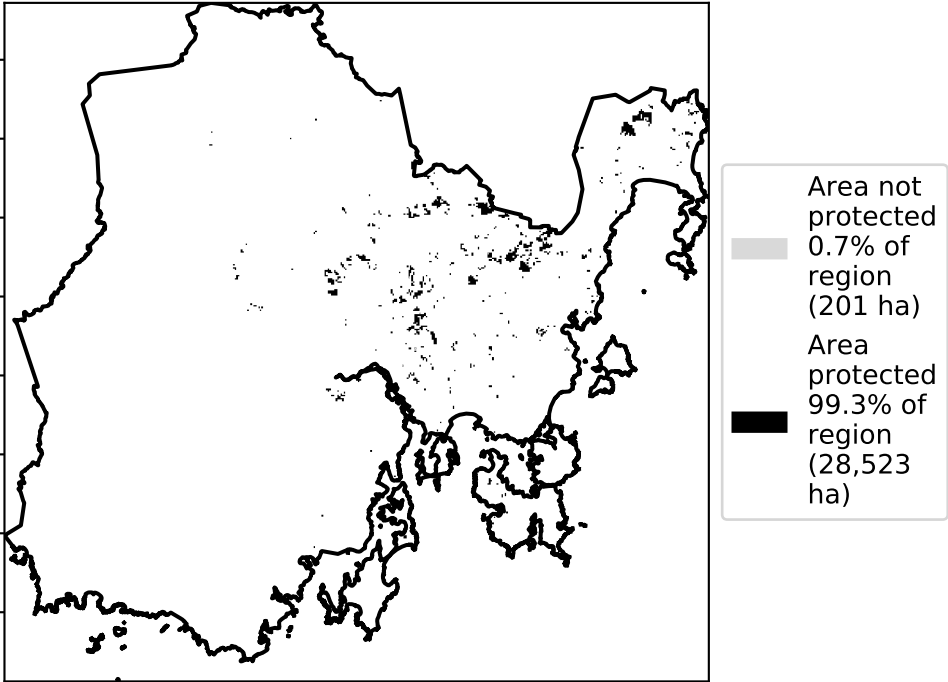 Area not
protected
0.7% of
region
(201 ha)
Area
protected
99.3% of
region
(28,523
ha)